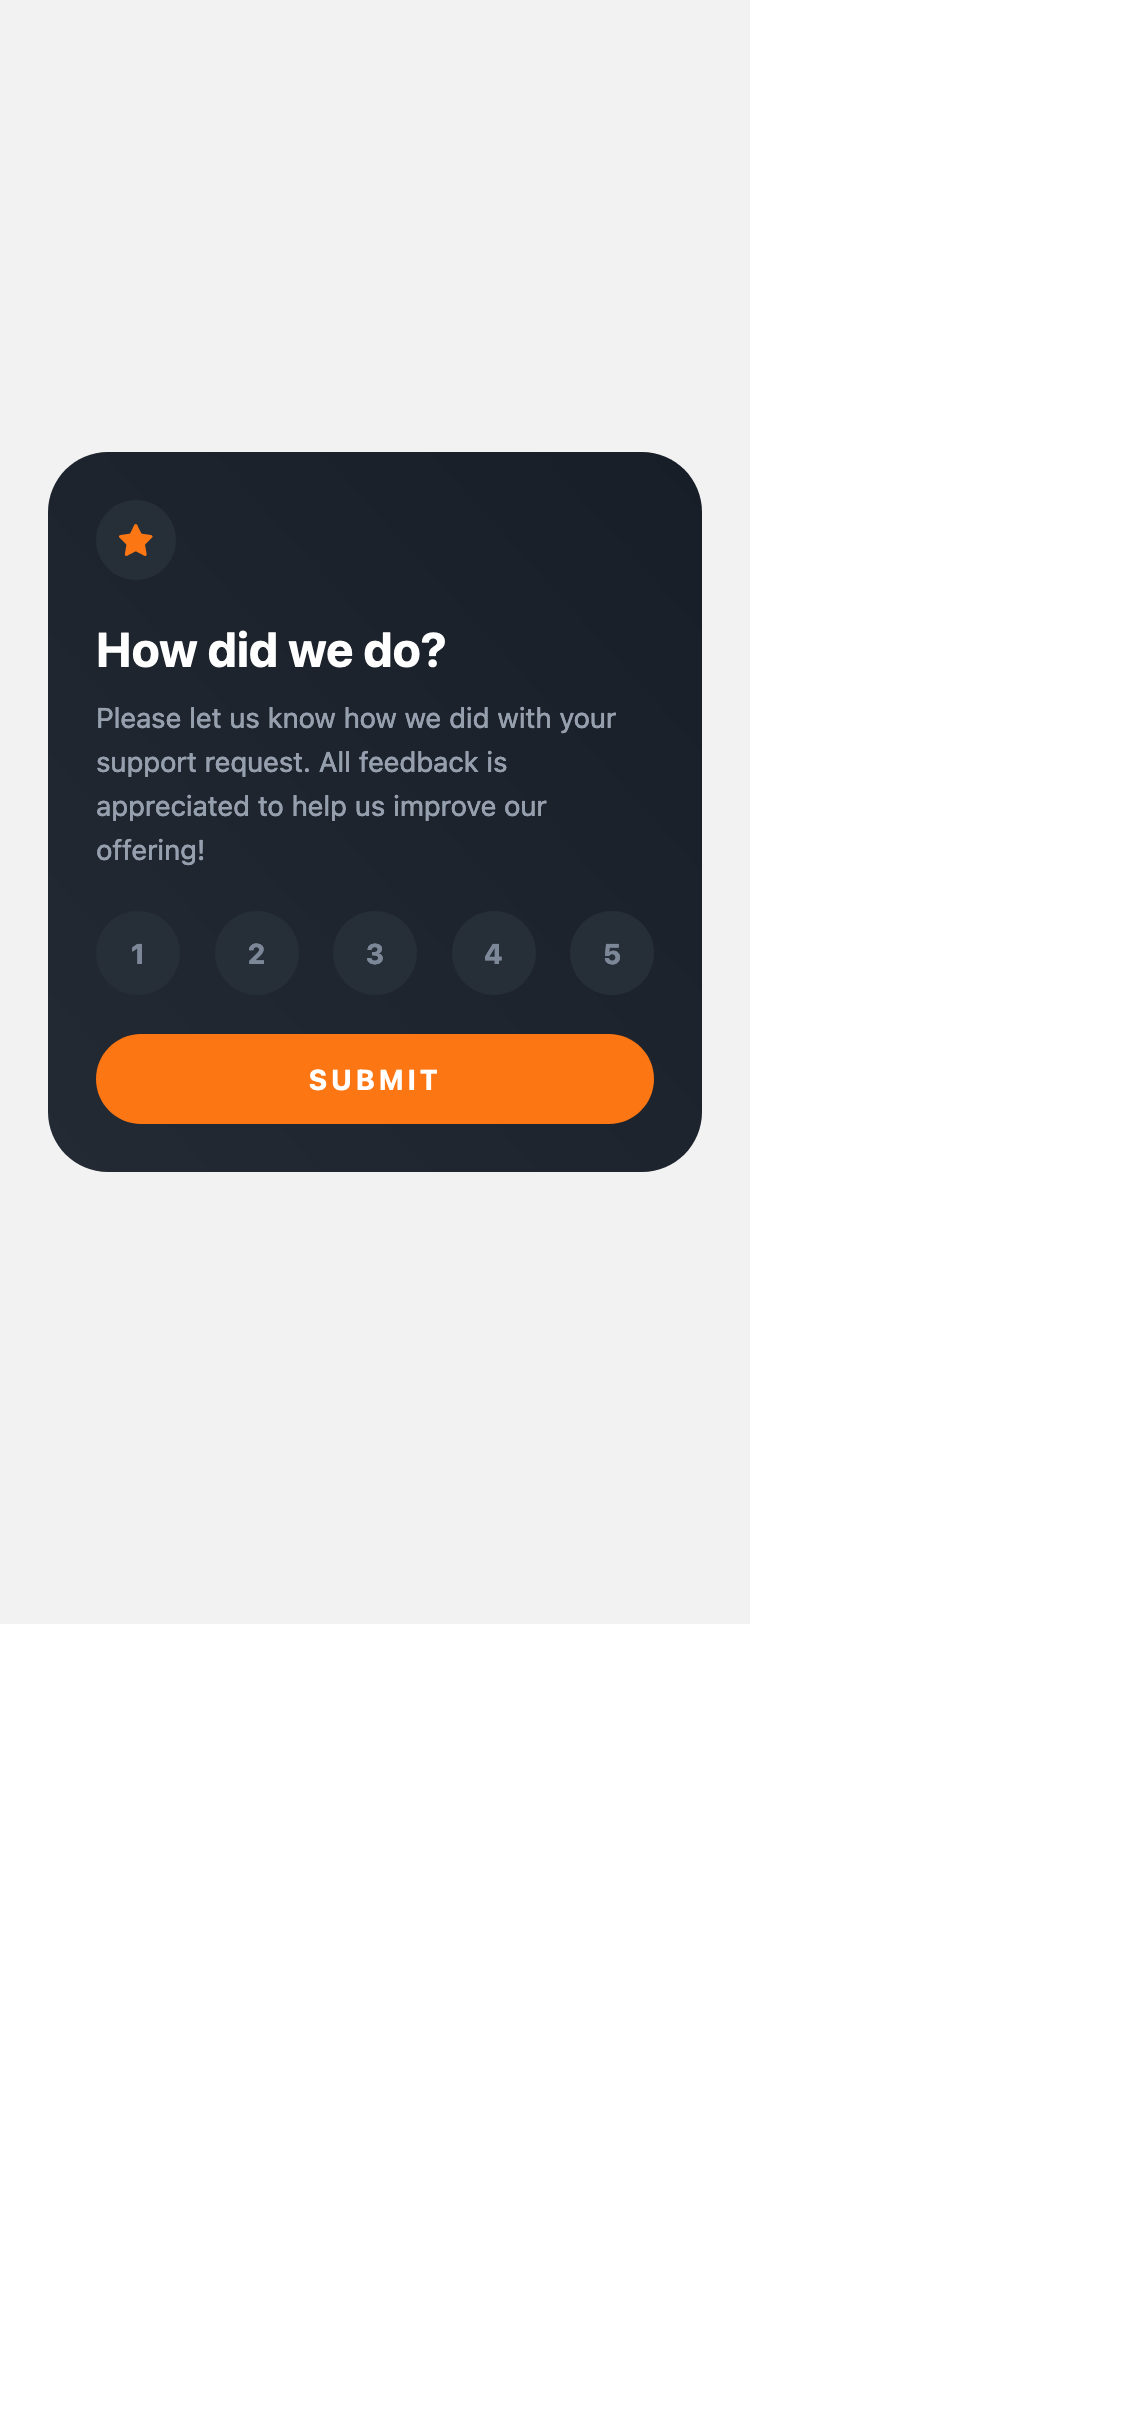 How did we do?
Please let us know how we did with your
support request. All feedback is
appreciated to help us improve our
offering!
1 2 3 4 5
SUBMIT